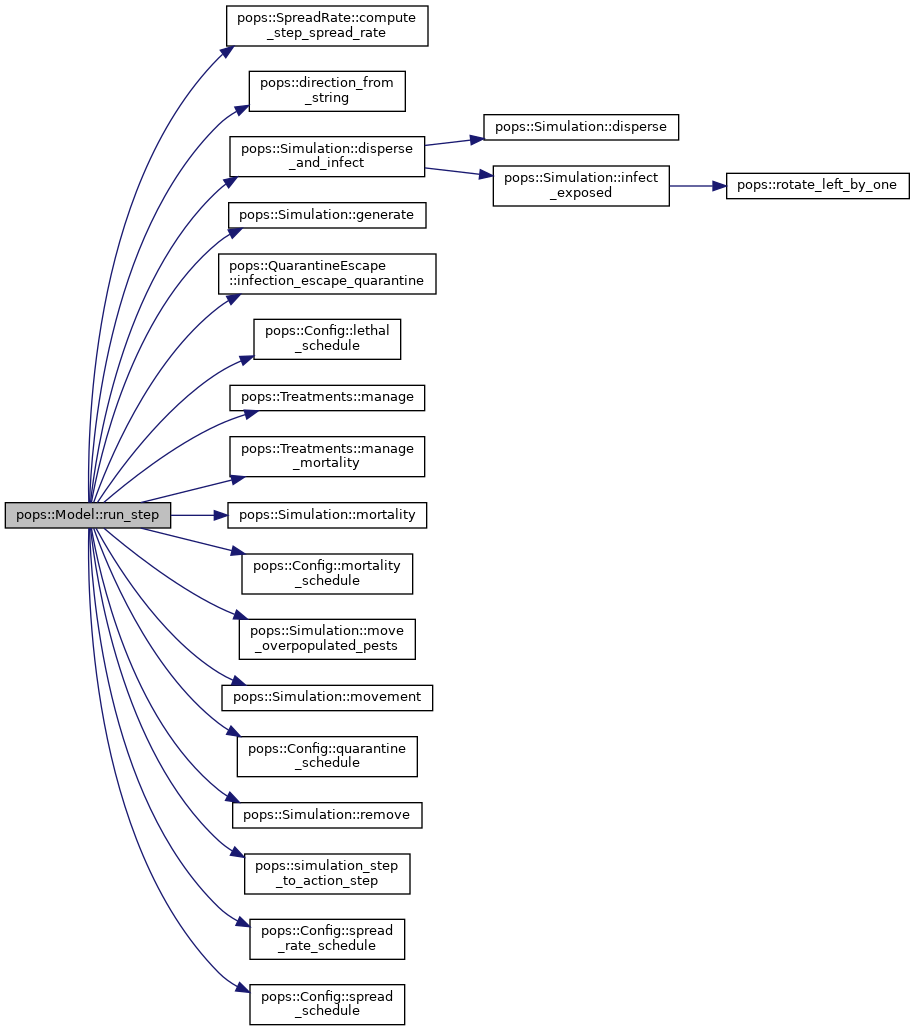 pops::SpreadRate::compute
_step_spread_rate
pops::direction_from
_string
pops::Simulation::disperse
_and_infect
pops::Simulation::disperse
pops::Simulation::infect
_exposed
pops::rotate_left_by_one
pops::Simulation::generate
pops::QuarantineEscape
::infection_escape_quarantine
pops::Config::lethal
_schedule
pops::Treatments::manage
pops::Treatments::manage
_mortality
pops::Model::run_step
pops::Simulation::mortality
pops::Config::mortality
_schedule
pops::Simulation::move
_overpopulated_pests
pops::Simulation::movement
pops::Config::quarantine
_schedule
pops::Simulation::remove
pops::simulation_step
_to_action_step
pops::Config::spread
_rate_schedule
pops::Config::spread
_schedule